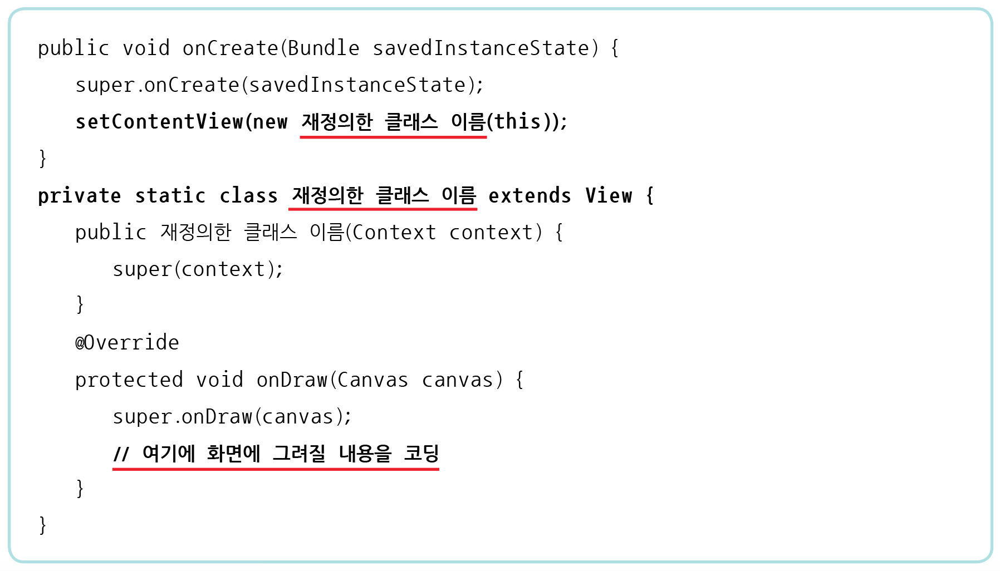 public void onCreate(Bundle savedInstanceState) {
super.onCreate(savedInstanceState);
setContentView(new 재정의한 클래스 이름(this));
}
private static class 재정의한 클래스 이름 extends View {
public 재정의한 클래스 이름(Context context) {
super(context);
}
@Override
protected void onDraw(Canvas canvas) {
super.onDraw(canvas);
// 여기에 화면에 그려질 내용을 코딩
}
}